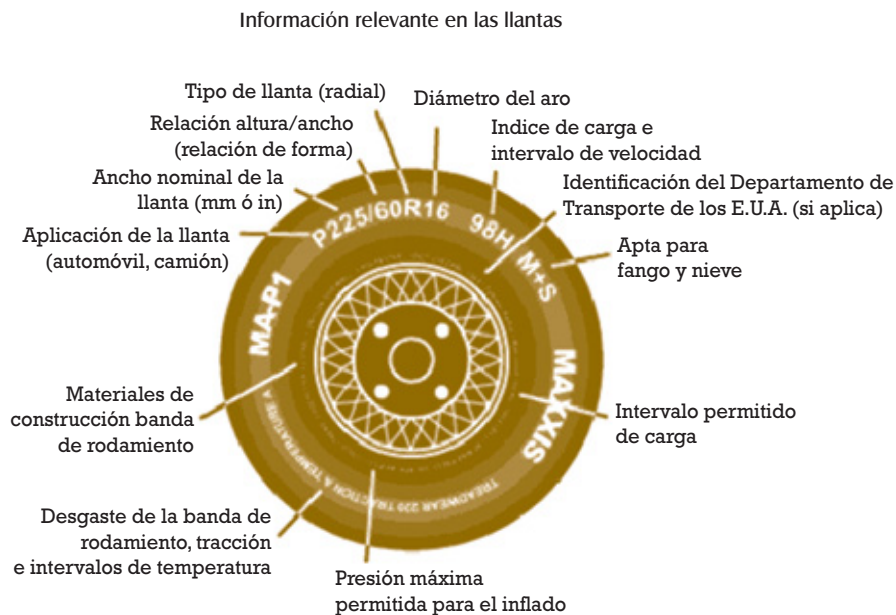 Información relevante en las llantas
Tipo de llanta (radial)
Diámetro del aro
Relación altura/ancho
(relación de forma)
Indice de carga e
intervalo de velocidad
Ancho nominal de la
llanta (mm ó in)
Identificación del Departamento de
Transporte de los E.U.A. (si aplica)
Aplicación de la llanta
(automóvil, camión)
Apta para
fango y nieve
P225/60R16 98H M+S
MA-P1
MAXXIS
Materiales de
construcción banda
de rodamiento
Intervalo permitido
de carga
TREADWEAR 220 TRACTION A TEMPERATURE A
Desgaste de la banda de
rodamiento, tracción
e intervalos de temperatura
Presión máxima
permitida para el inflado